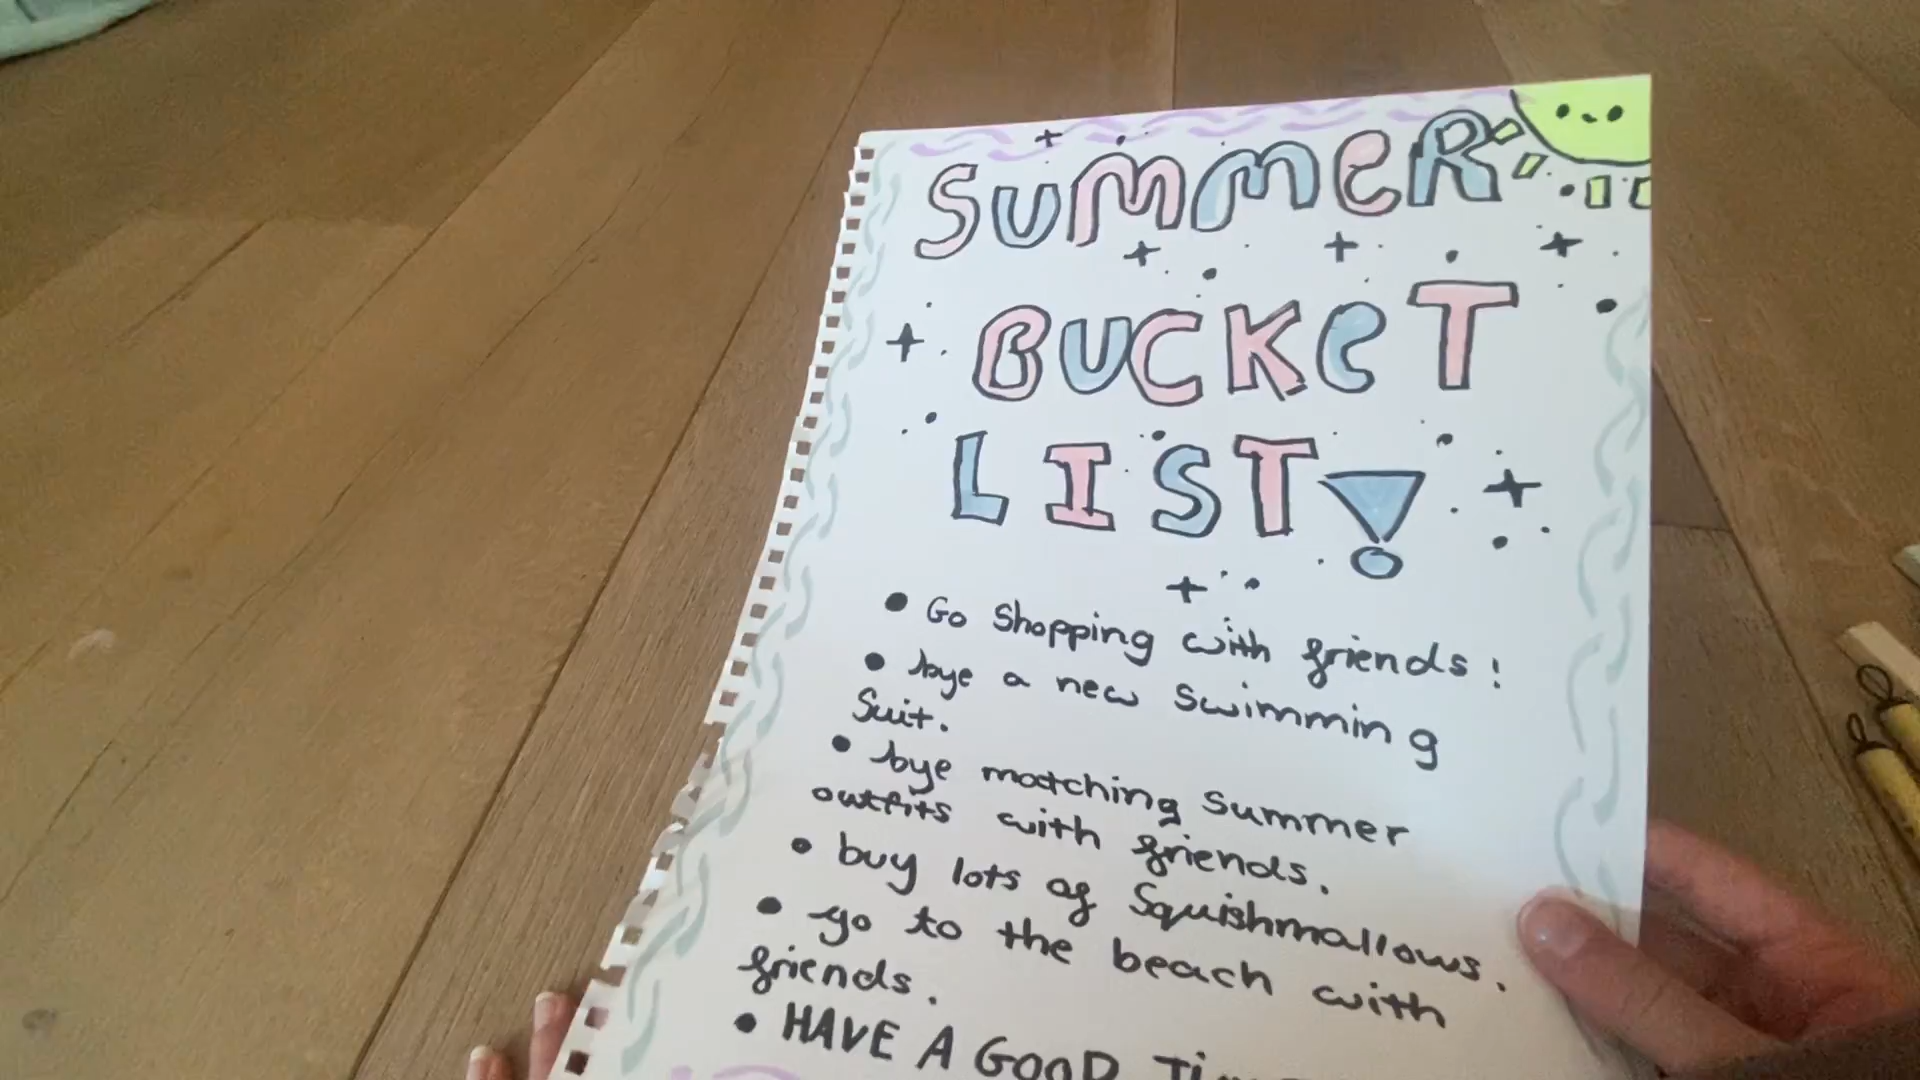 SUMMER
BUCKET
LIST!
• Go Shopping with friends!
• bye a new swimming
Suit.
• bye matching summer
outfits with friends.
• buy lots of Squishmallows.
• go to the beach with
friends.
• HAVE A GOOD